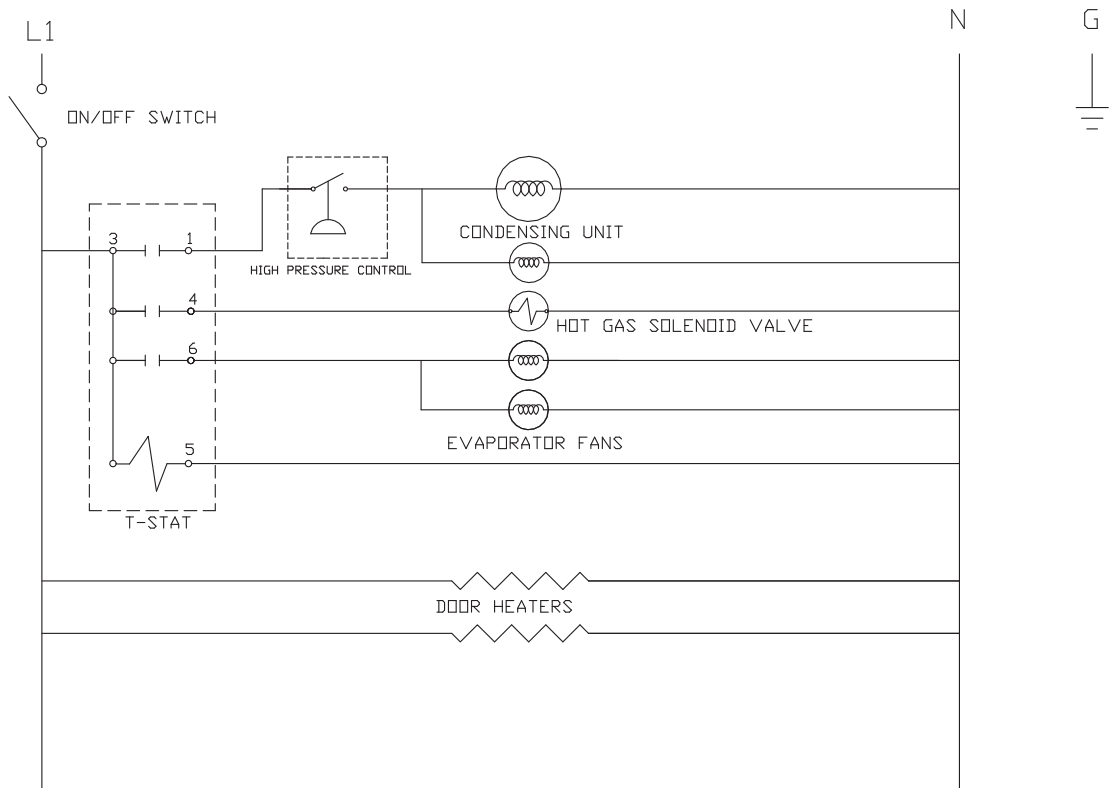 L1
N
G
ON/OFF SWITCH
CONDENSING UNIT
3
1
HIGH PRESSURE CONTROL
4
HOT GAS SOLENOID VALVE
6
EVAPORATOR FANS
5
T-STAT
DOOR HEATERS